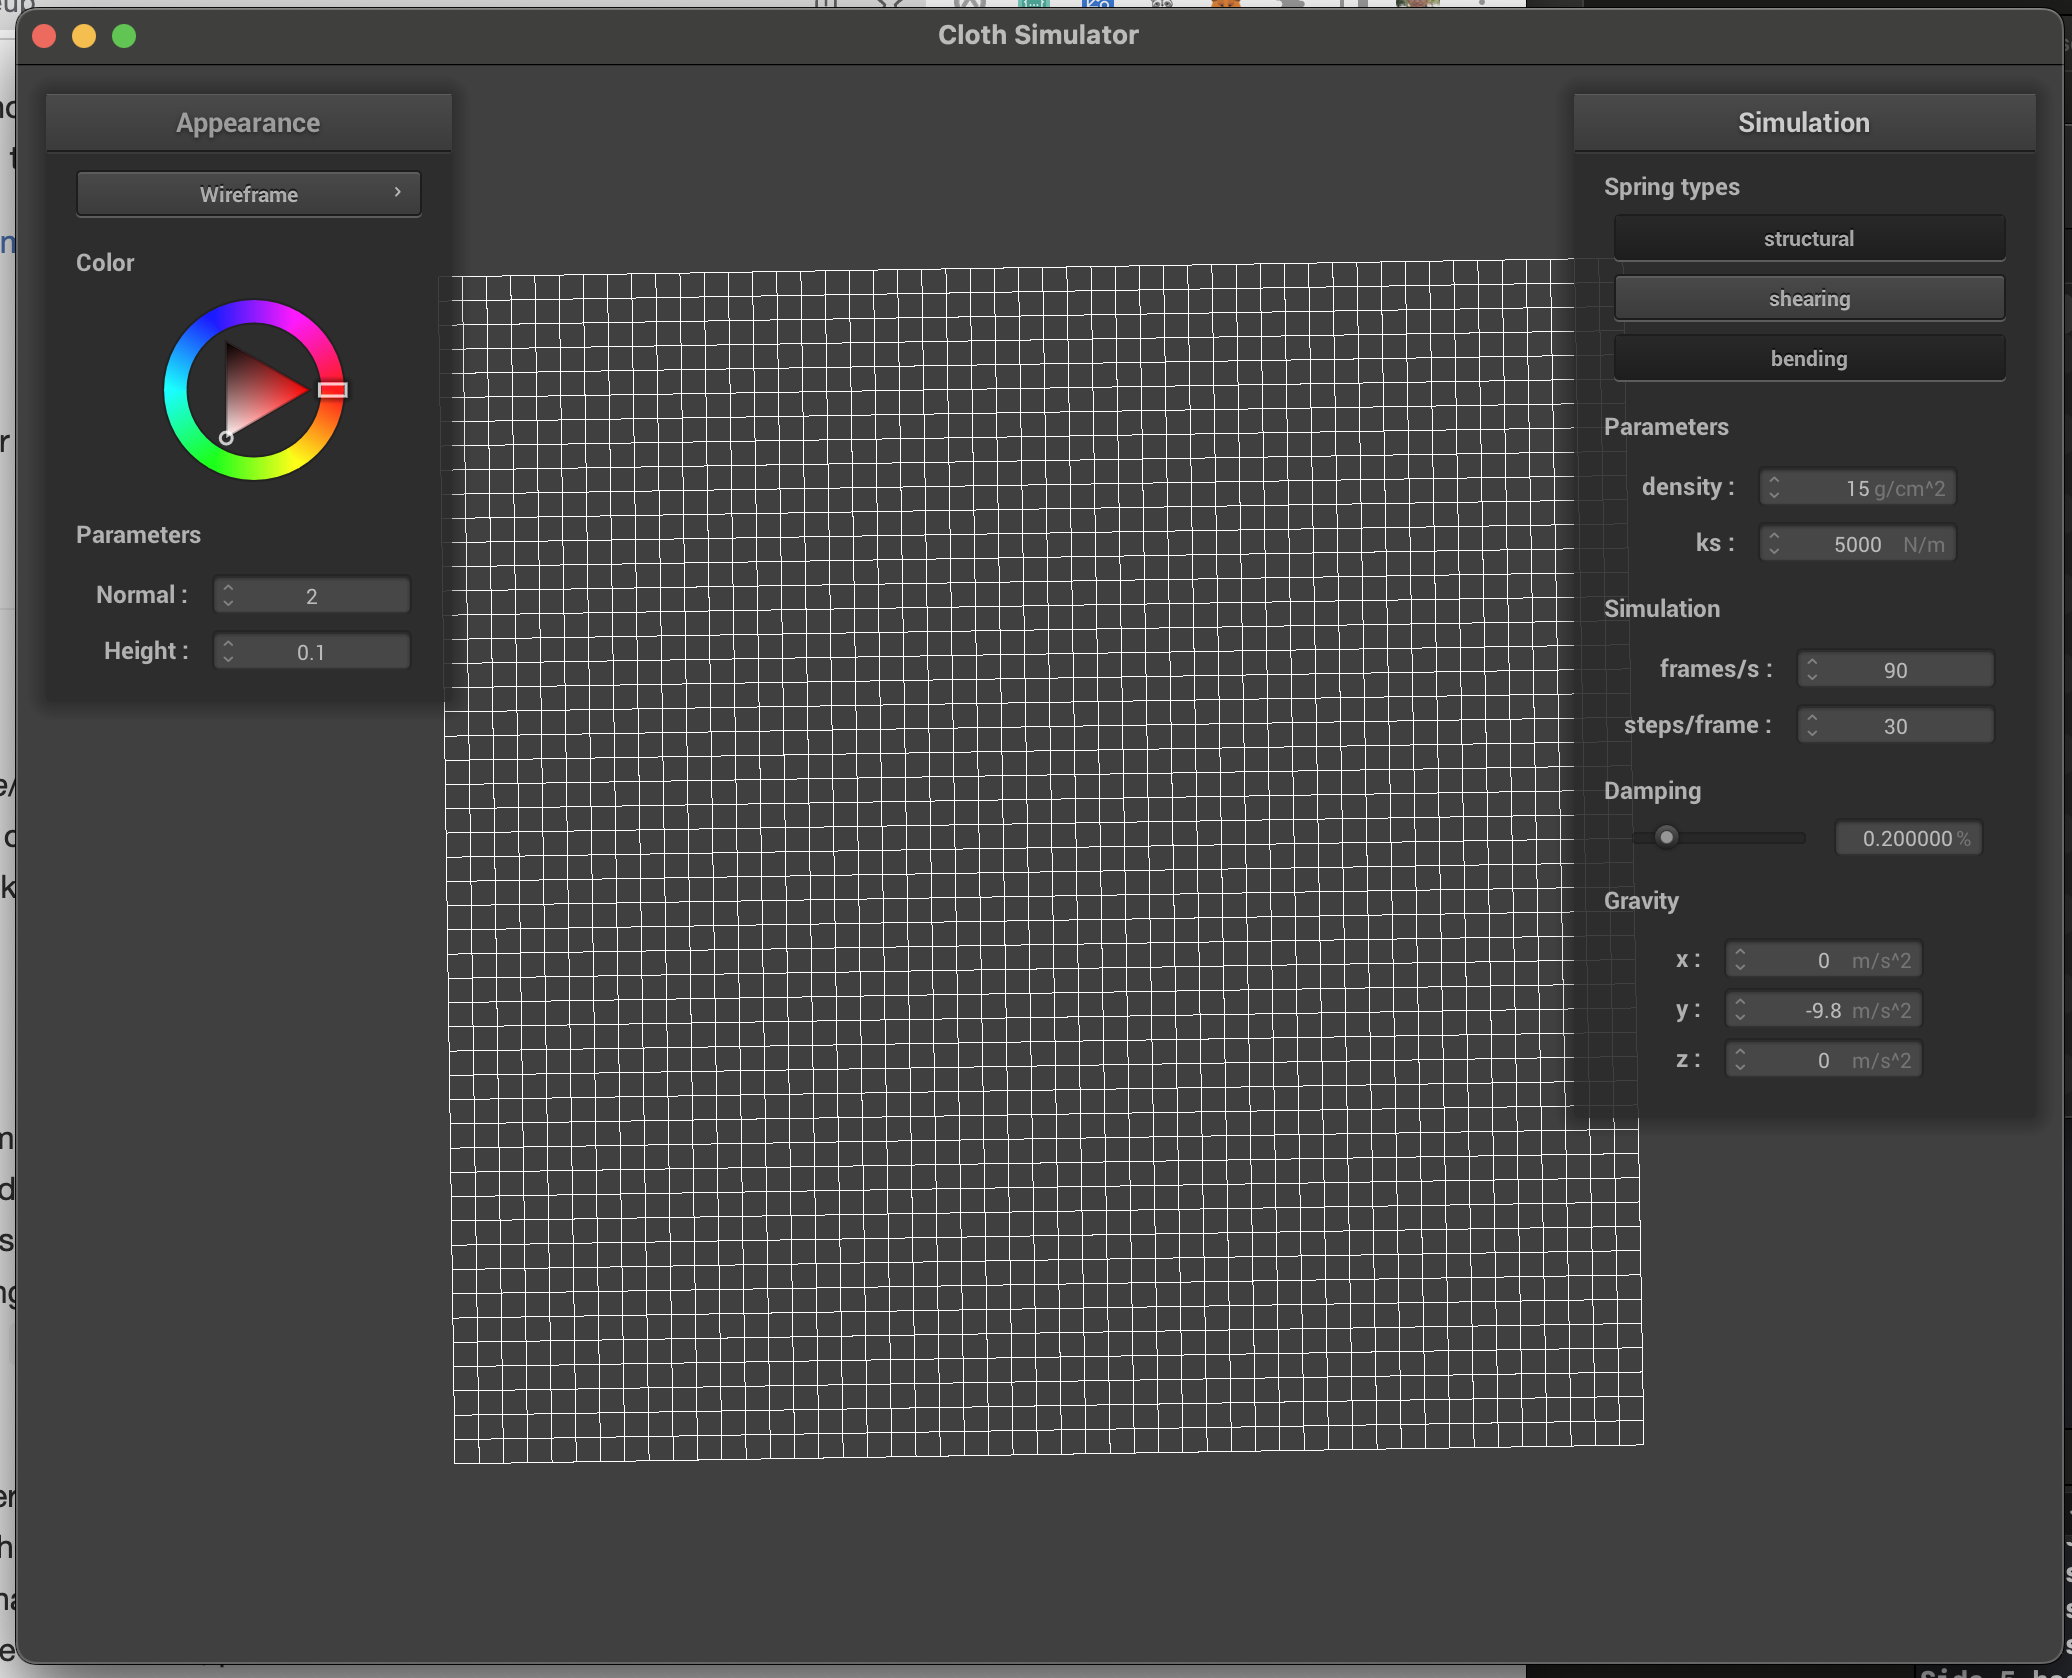 Cloth Simulator
Appearance
Wireframe
Color
Parameters
Normal : 2
Height : 0.1
Simulation
Spring types
structural
shearing
bending
Parameters
density : 15 g/cm^2
ks : 5000 N/m
Simulation
frames/s : 90
steps/frame : 30
Damping
0.200000 %
Gravity
x : 0 m/s^2
y : -9.8 m/s^2
z : 0 m/s^2